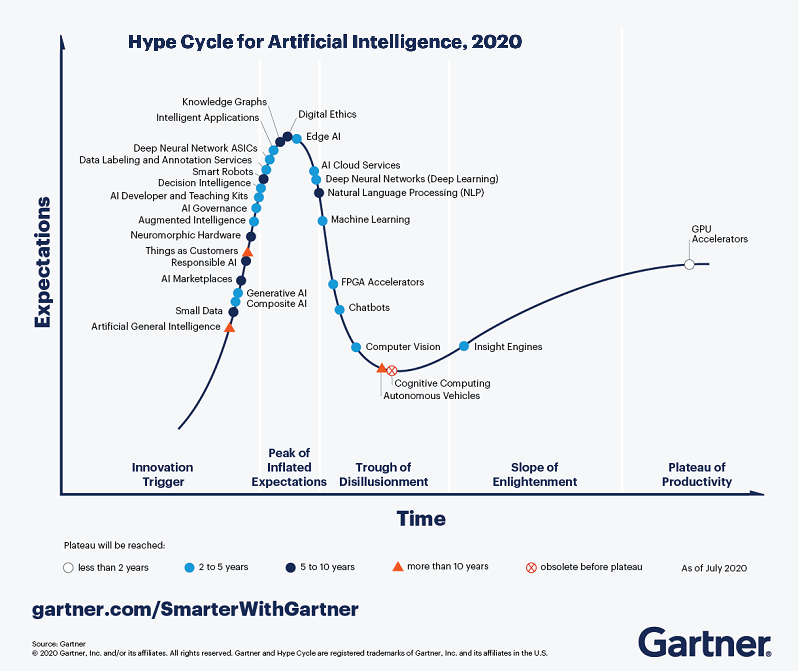 Hype Cycle for Artificial Intelligence, 2020
Expectations
Knowledge Graphs
Intelligent Applications
Digital Ethics
Edge AI
Deep Neural Network ASICs
Data Labeling and Annotation Services
Smart Robots
Decision Intelligence
AI Developer and Teaching Kits
AI Governance
Augmented Intelligence
Neuromorphic Hardware
Things as Customers
Responsible AI
AI Marketplaces
Generative AI
Composite AI
Small Data
Artificial General Intelligence
AI Cloud Services
Deep Neural Networks (Deep Learning)
Natural Language Processing (NLP)
Machine Learning
FPGA Accelerators
Chatbots
Computer Vision
Cognitive Computing
Autonomous Vehicles
Insight Engines
GPU
Accelerators
Innovation
Trigger
Peak of
Inflated
Expectations
Trough of
Disillusionment
Slope of
Enlightenment
Plateau of
Productivity
Time
Plateau will be reached:
less than 2 years
2 to 5 years
5 to 10 years
more than 10 years
obsolete before plateau
As of July 2020
gartner.com/SmarterWithGartner
Source: Gartner
© 2020 Gartner, Inc. and/or its affiliates. All rights reserved. Gartner and Hype Cycle are registered trademarks of Gartner, Inc. and its affiliates in the U.S.
Gartner®